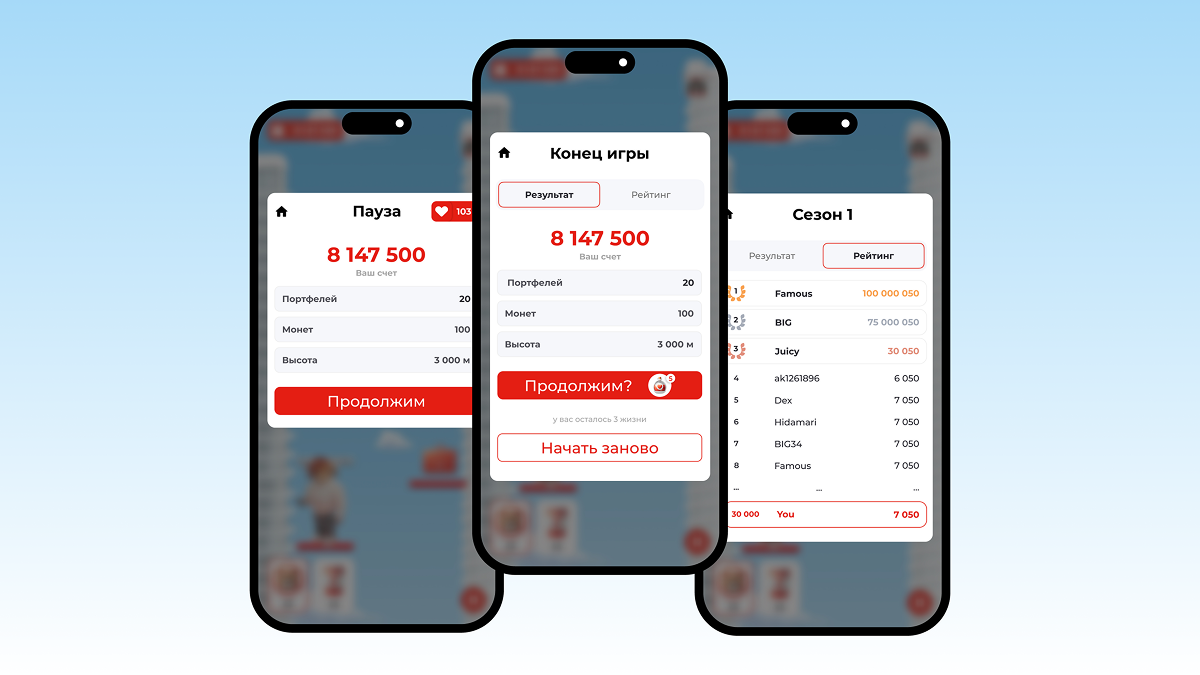 Пауза
103
8 147 500
Ваш счет
Портфелей 20
Монет 100
Высота 3 000 м
Продолжим
Конец игры
Результат Рейтинг
8 147 500
Ваш счет
Портфелей 20
Монет 100
Высота 3 000 м
Продолжим? 5
у вас осталось 3 жизни
Начать заново
Сезон 1
Результат Рейтинг
1 Famous 100 000 050
2 BIG 75 000 050
3 Juicy 30 050
4 ak1261896 6 050
5 Dex 7 050
6 Hidamari 7 050
7 BIG34 7 050
8 Famous 7 050
... ... ...
30 000 You 7 050